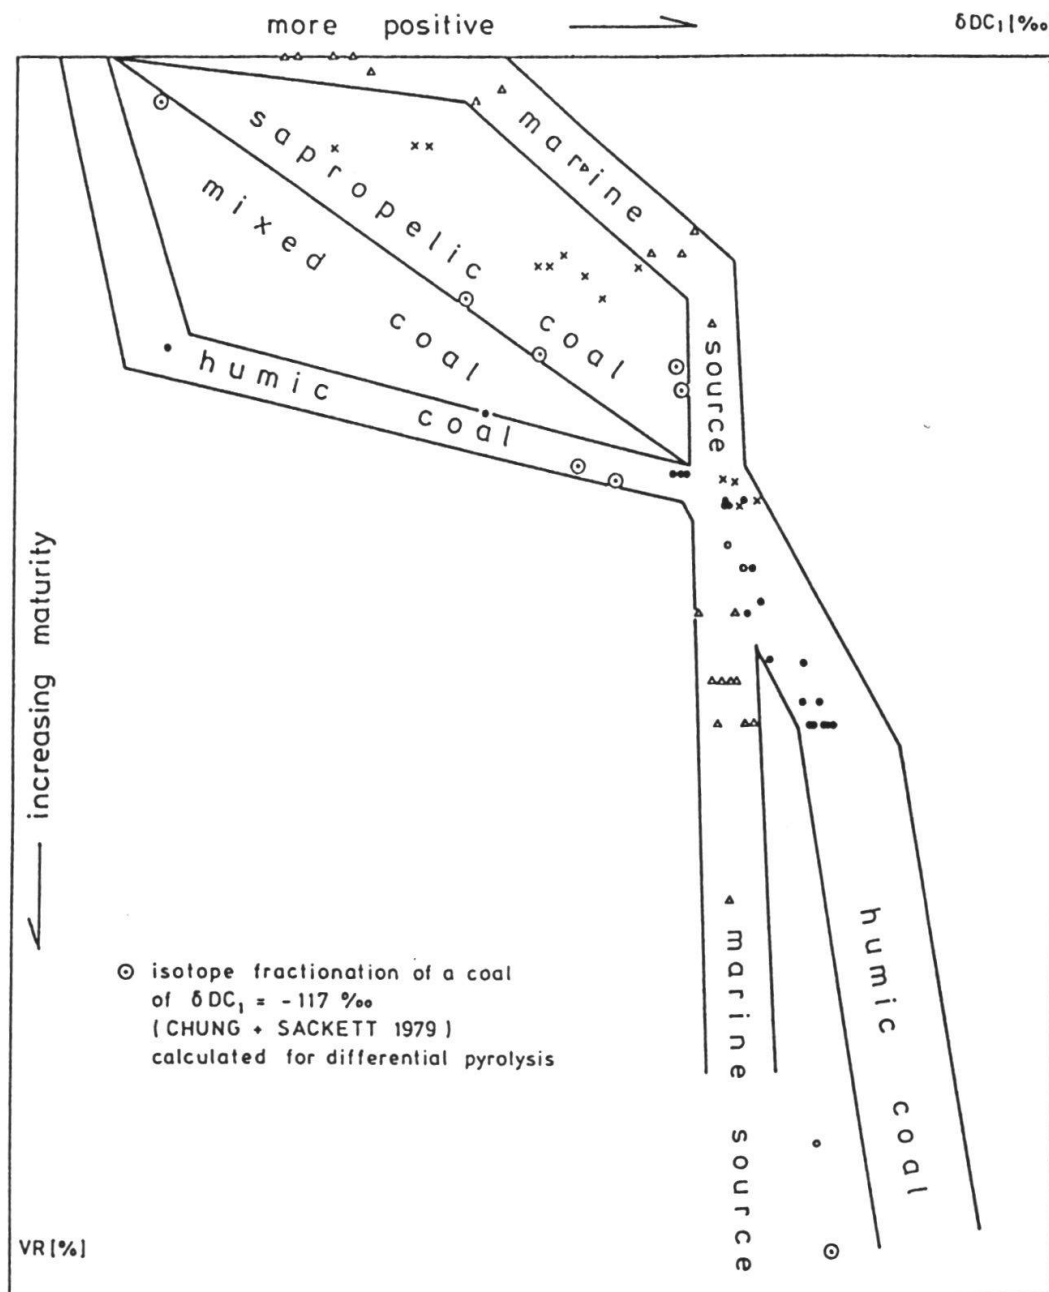 more positive
δDC₁[‰
marine
source
sapropelic
coal
mixed
coal
humic coal
increasing maturity
⊙ isotope fractionation of a coal
of δDC₁ = -117 ‰
(CHUNG + SACKETT 1979)
calculated for differential pyrolysis
marine source
humic coal
VR[%]